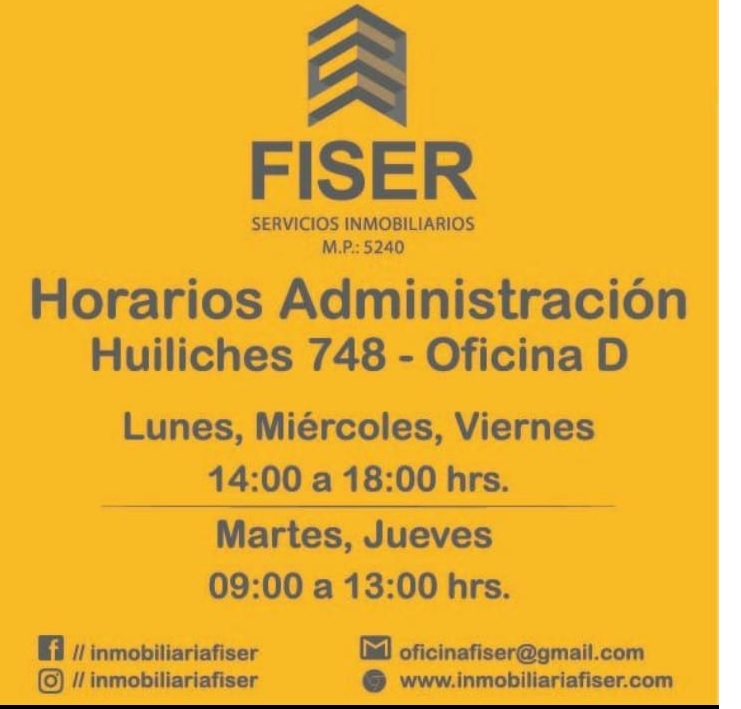 FISER
SERVICIOS INMOBILIARIOS
M.P.: 5240
Horarios Administración
Huiliches 748 - Oficina D
Lunes, Miércoles, Viernes
14:00 a 18:00 hrs.
Martes, Jueves
09:00 a 13:00 hrs.
// inmobiliariafiser
// inmobiliariafiser
oficinafiser@gmail.com
www.inmobiliariafiser.com